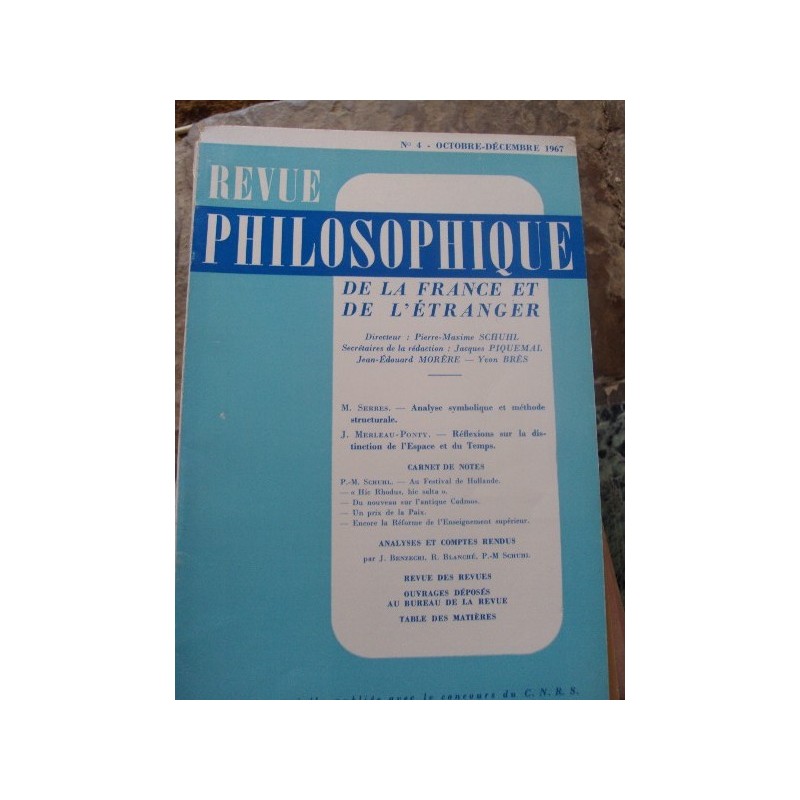 N° 4 - OCTOBRE-DÉCEMBRE 1967
REVUE
PHILOSOPHIQUE
DE LA FRANCE ET
DE L'ÉTRANGER
Directeur : Pierre-Maxime SCHUHL
Secrétaires de la rédaction : Jacques PIQUEMAL
Jean-Édouard MORÈRE — Yvon BRÈS
M. SERRES. — Analyse symbolique et méthode
structurale.
J. MERLEAU-PONTY. — Réflexions sur la dis-
tinction de l'Espace et du Temps.
CARNET DE NOTES
P.-M. SCHUHL. — Au Festival de Hollande.
— « Hic Rhodus, hic salta ».
— Du nouveau sur l'antique Cadmos.
— Un prix de la Paix.
— Encore la Réforme de l'Enseignement supérieur.
ANALYSES ET COMPTES RENDUS
par J. BENZECRI, R. BLANCHÉ, P.-M SCHUHL
REVUE DES REVUES
OUVRAGES DÉPOSÉS
AU BUREAU DE LA REVUE
TABLE DES MATIÈRES
publiée avec le concours du C. N. R. S.